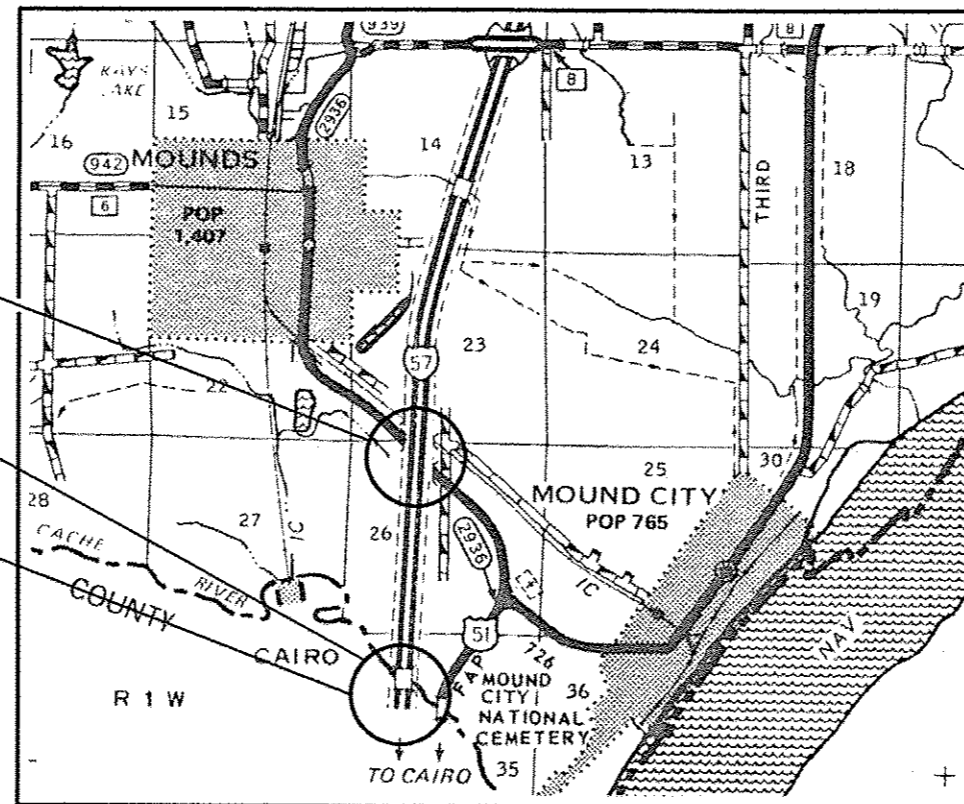 939
8
8
RAYS
LAKE
15
16
2936
14
13
18
942
MOUNDS
6
POP
1,407
THIRD
19
57
23
24
22
25
30
28
MOUND CITY
POP 765
27
IC
26
2936
CACHE
RIVER
IC
COUNTY
51
CAIRO
726
FAP
NAV
R 1 W
MOUND
CITY
36
NATIONAL
CEMETERY
35
TO CAIRO